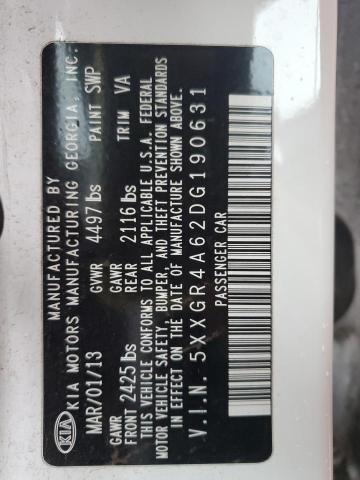 MANUFACTURED BY
KIA KIA MOTORS MANUFACTURING GEORGIA, INC.
MAR/01/13 GVWR 4497 lbs PAINT SWP
GAWR FRONT 2425 lbs GAWR REAR 2116 lbs TRIM VA
THIS VEHICLE CONFORMS TO ALL APPLICABLE U.S.A. FEDERAL
MOTOR VEHICLE SAFETY, BUMPER, AND THEFT PREVENTION STANDARDS
IN EFFECT ON THE DATE OF MANUFACTURE SHOWN ABOVE.
V.I.N. 5XXGR4A62DG190631
PASSENGER CAR